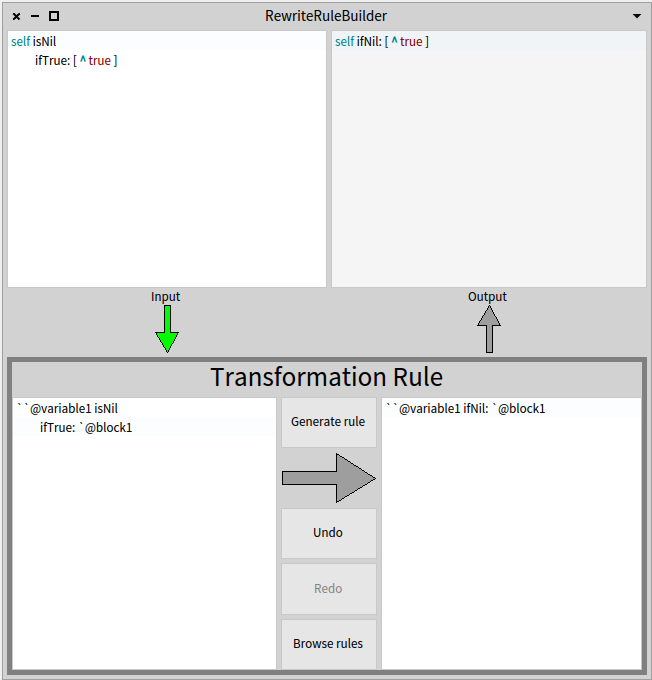 RewriteRuleBuilder
self isNil
ifTrue: [ ^ true ]
self ifNil: [ ^ true ]
Input
Output
Transformation Rule
``@variable1 isNil
ifTrue: `@block1
Generate rule
Undo
Redo
Browse rules
``@variable1 ifNil: `@block1